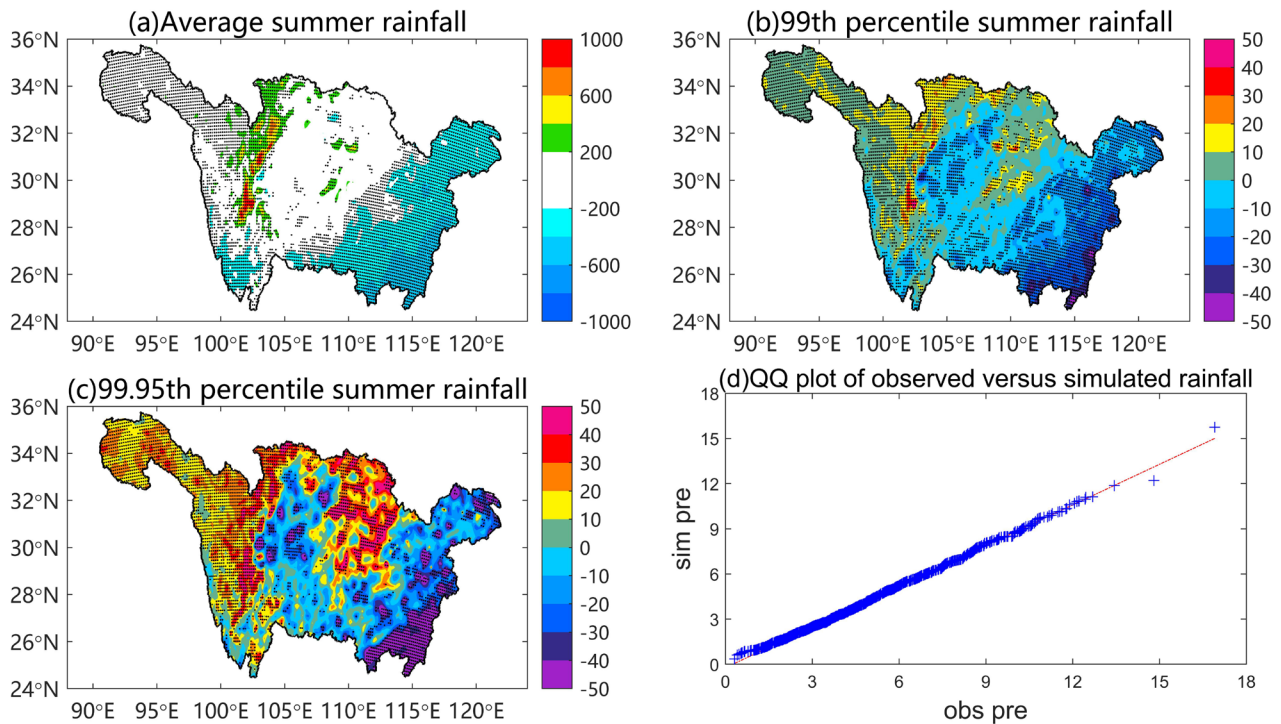 (a)Average summer rainfall
36°N
34°N
32°N
30°N
28°N
26°N
24°N
90°E 95°E 100°E 105°E 110°E 115°E 120°E
1000
600
200
-200
-600
-1000
(b)99th percentile summer rainfall
36°N
34°N
32°N
30°N
28°N
26°N
24°N
90°E 95°E 100°E 105°E 110°E 115°E 120°E
50
40
30
20
10
0
-10
-20
-30
-40
-50
(c)99.95th percentile summer rainfall
36°N
34°N
32°N
30°N
28°N
26°N
24°N
90°E 95°E 100°E 105°E 110°E 115°E 120°E
50
40
30
20
10
0
-10
-20
-30
-40
-50
(d)QQ plot of observed versus simulated rainfall
18
15
12
9
6
3
0
sim pre
0 3 6 9 12 15 18
obs pre